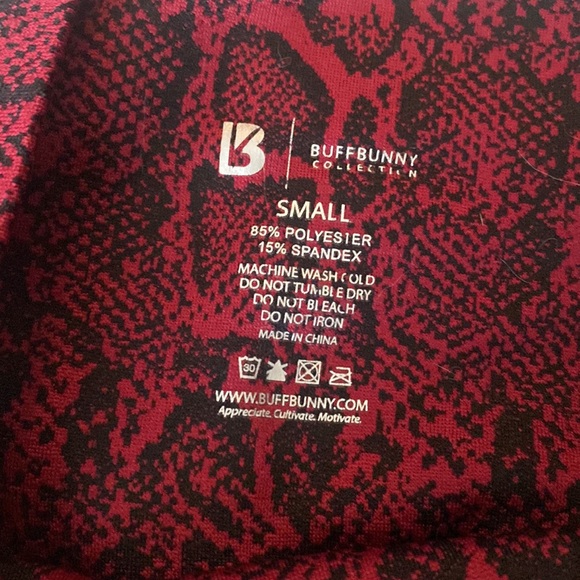 B
BUFFBUNNY
COLLECTION
SMALL
85% POLYESTER
15% SPANDEX
MACHINE WASH COLD
DO NOT TUMBLE DRY
DO NOT BLEACH
DO NOT IRON
MADE IN CHINA
30
WWW.BUFFBUNNY.COM
Appreciate. Cultivate. Motivate.